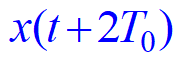 x(t + 2T₀)